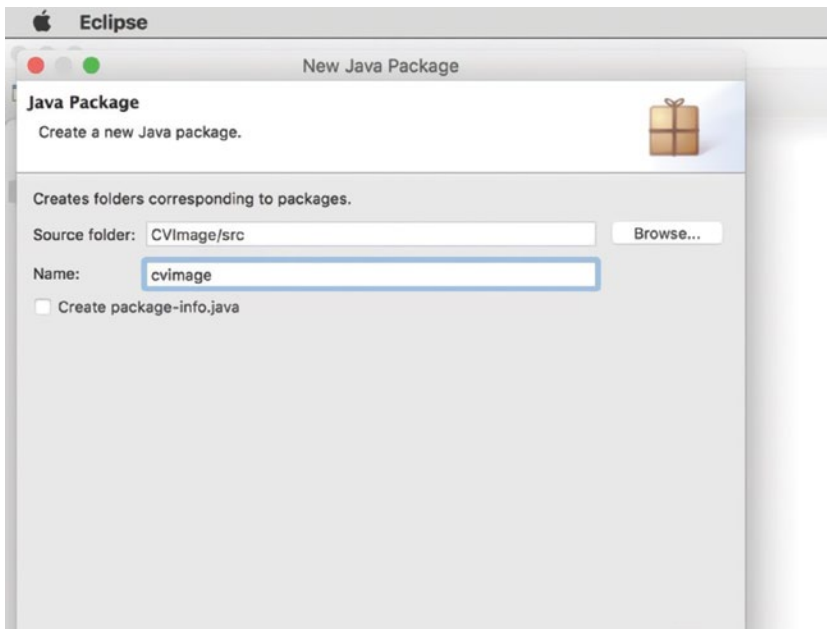 Eclipse
New Java Package
Java Package
Create a new Java package.
Creates folders corresponding to packages.
Source folder: CVImage/src Browse...
Name: cvimage
Create package-info.java